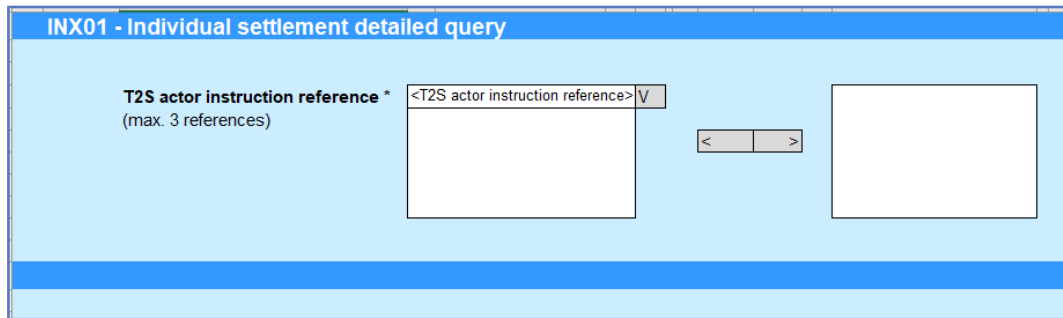 INX01 - Individual settlement detailed query
T2S actor instruction reference * <T2S actor instruction reference> V
(max. 3 references)
< >